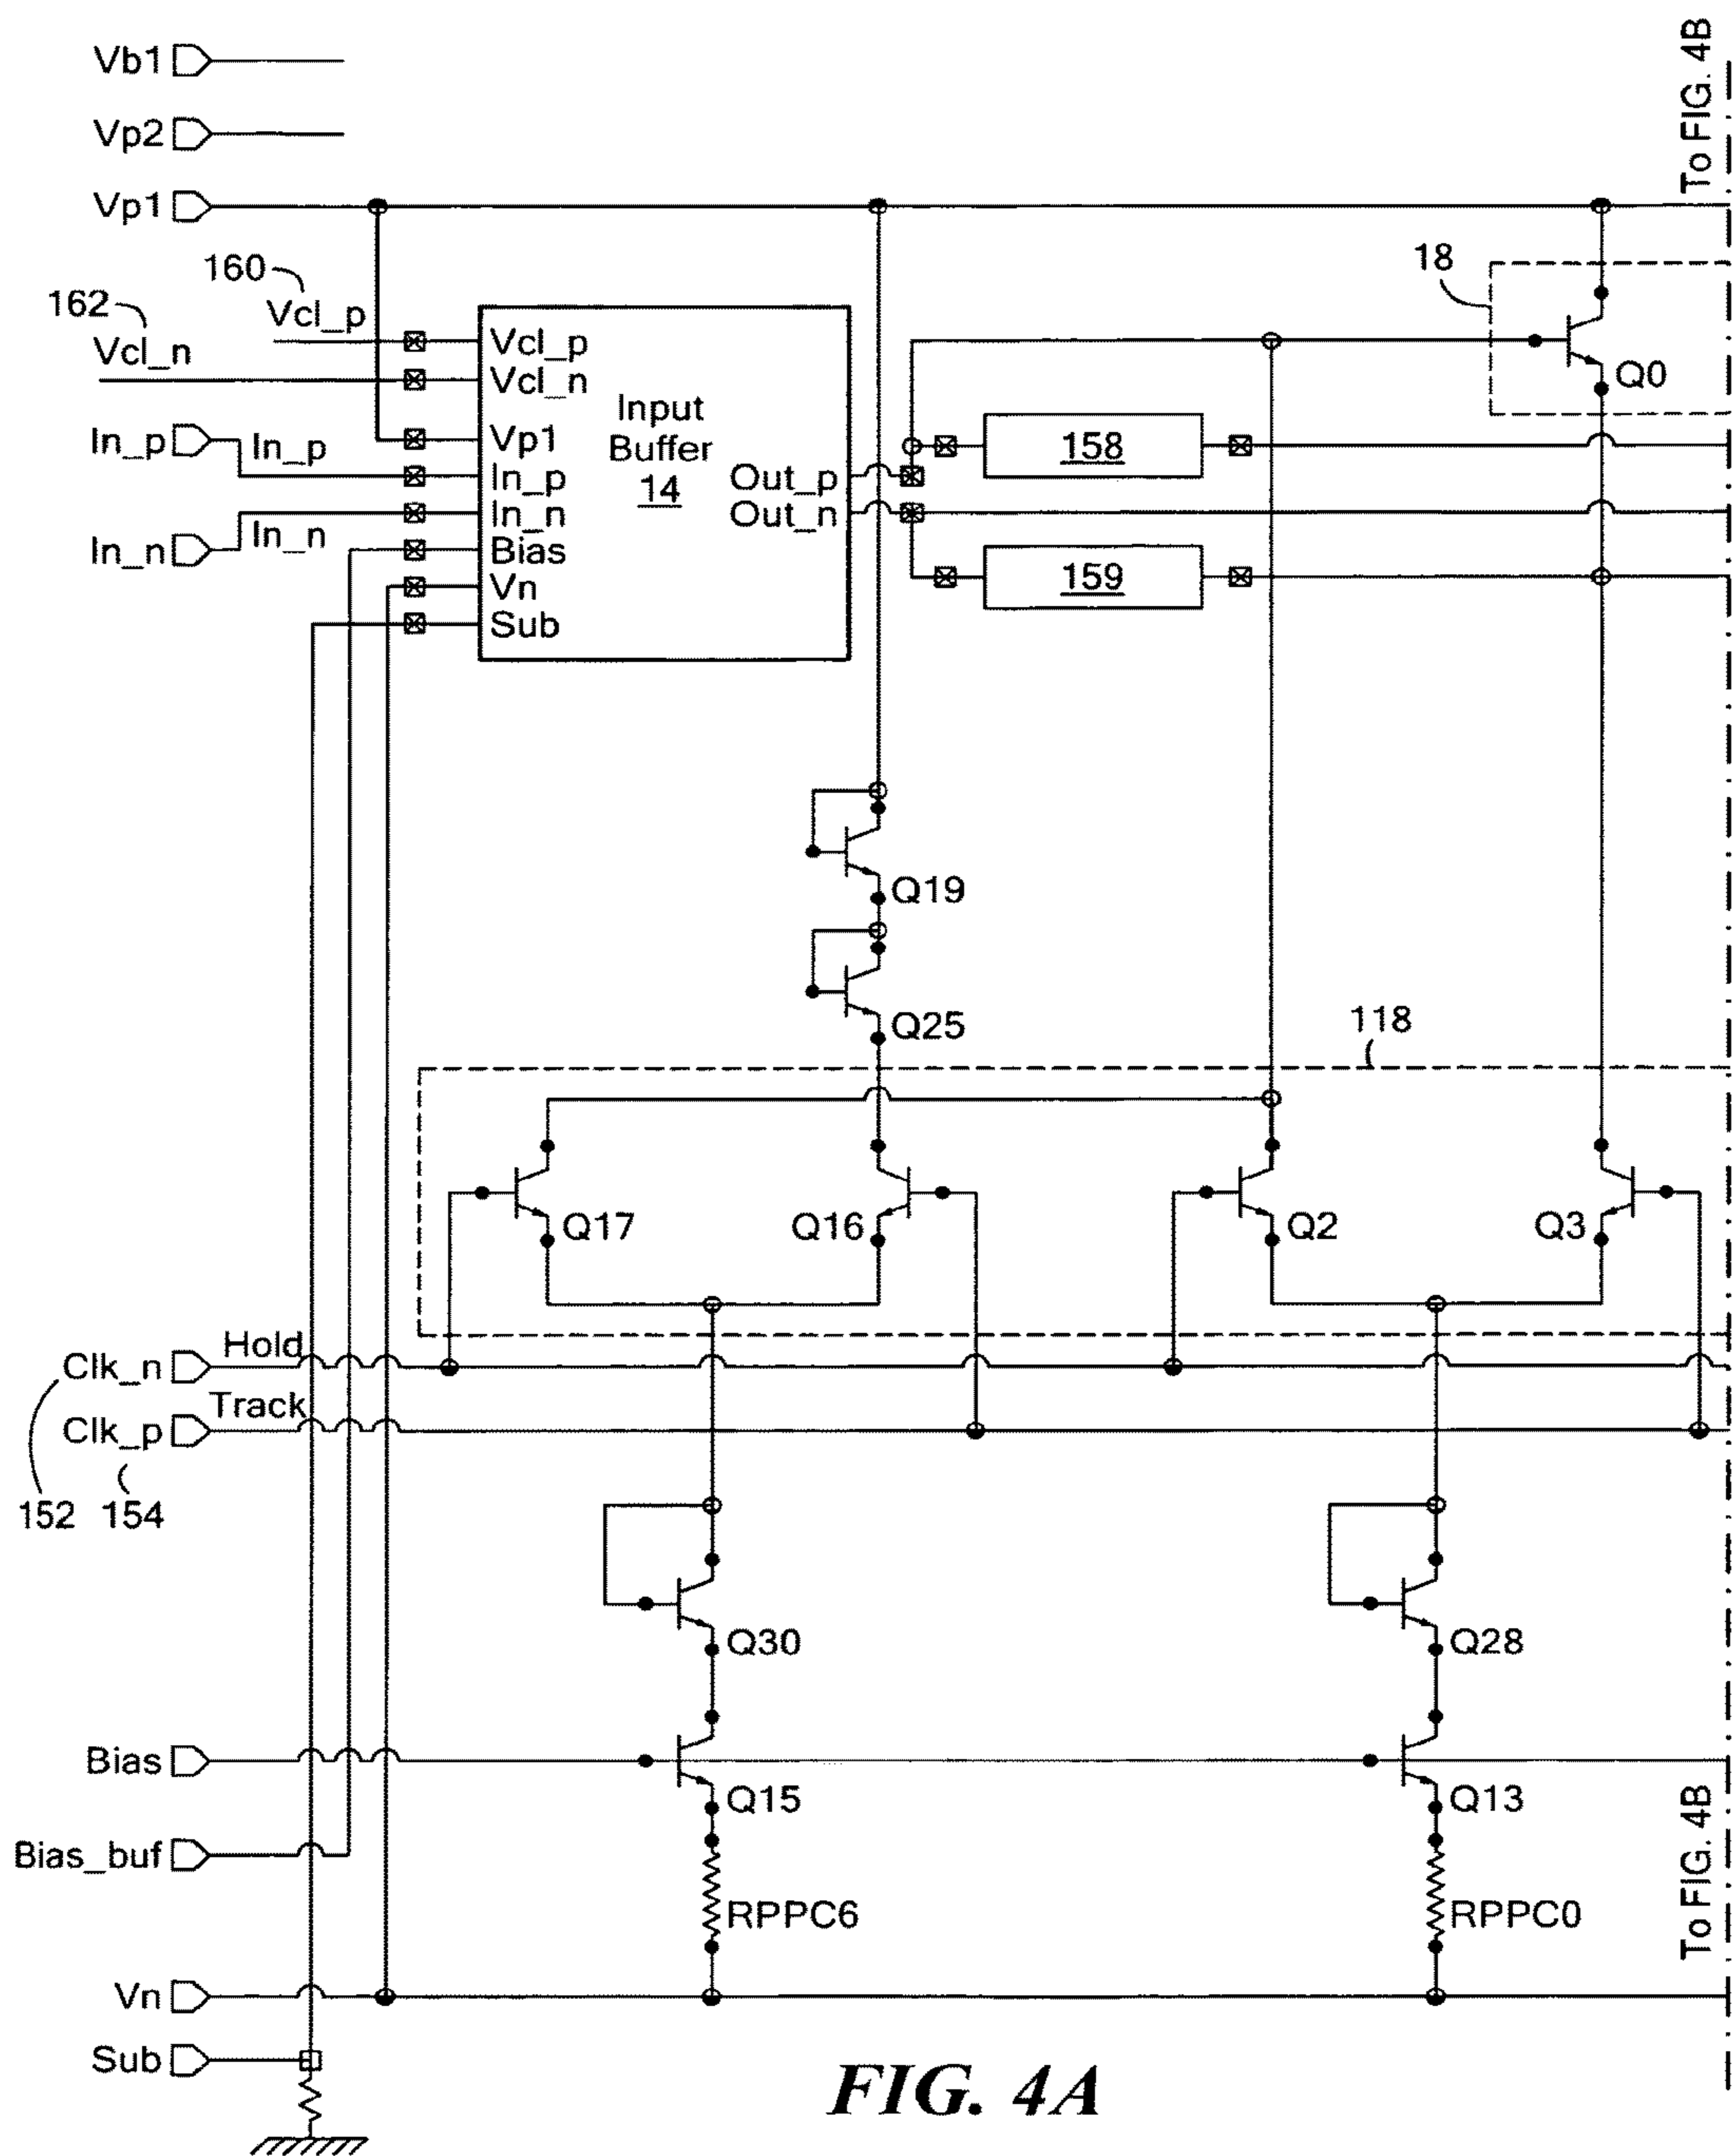 Vb1
Vp2
Vp1
To FIG. 4B
160
162
Vcl_p
Vcl_n
18
Q0
Vcl_p
Vcl_n
Vp1
In_p
In_n
Bias
Vn
Sub
Input
Buffer
14
Out_p
Out_n
In_p
In_p
In_n
In_n
158
159
Q19
Q25
118
Q17
Q16
Q2
Q3
Hold
Clk_n
Track
Clk_p
152
154
Q30
Q28
Bias
Q15
Q13
Bias_buf
RPPC6
RPPC0
To FIG. 4B
Vn
Sub
FIG. 4A